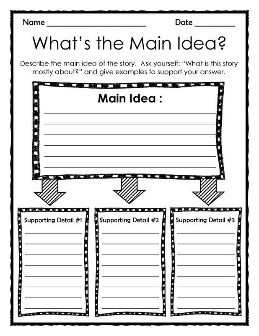 Name Date
What's the Main Idea?
Describe the main idea of the story. Ask yourself: "What is this story
mostly about?" and give examples to support your answer.
Main Idea :
Supporting Detail #1 Supporting Detail #2 Supporting Detail #3